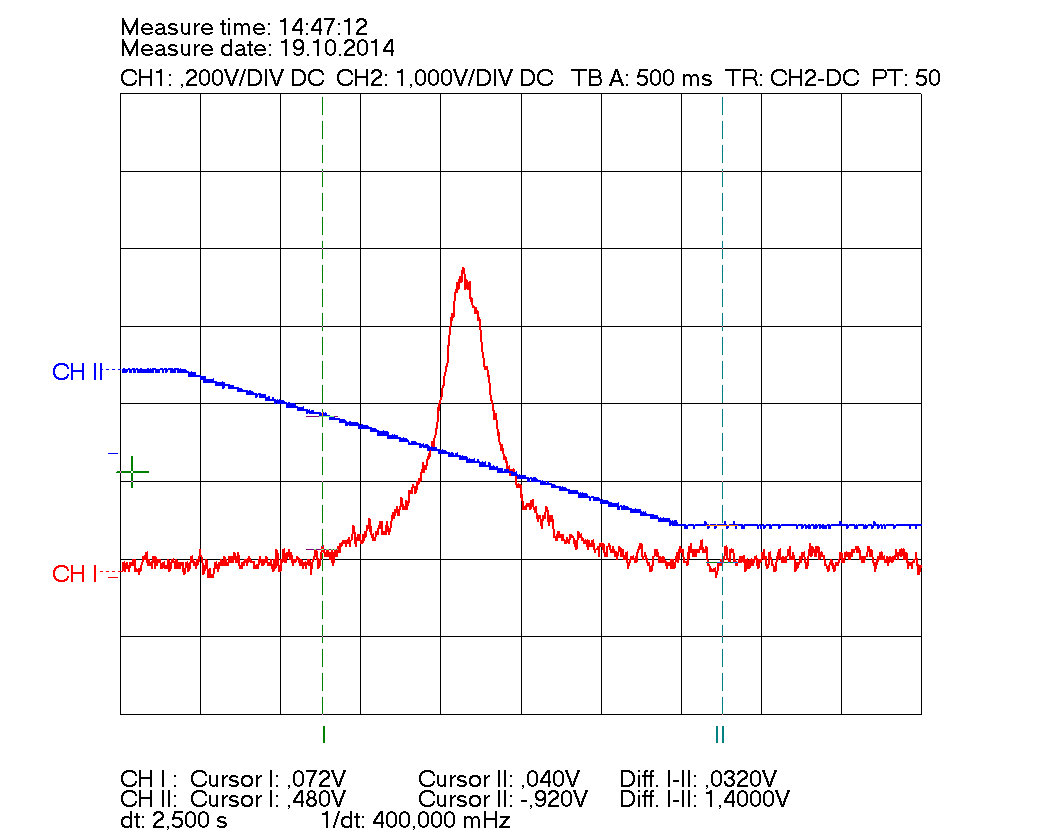 Measure time: 14:47:12
Measure date: 19.10.2014
CH1: ,200V/DIV DC CH2: 1,000V/DIV DC TB A: 500 ms TR: CH2-DC PT: 50
CH II
CH I
I II
CH I : Cursor I: ,072V Cursor II: ,040V Diff. I-II: ,0320V
CH II: Cursor I: ,480V Cursor II: -,920V Diff. I-II: 1,4000V
dt: 2,500 s 1/dt: 400,000 mHz